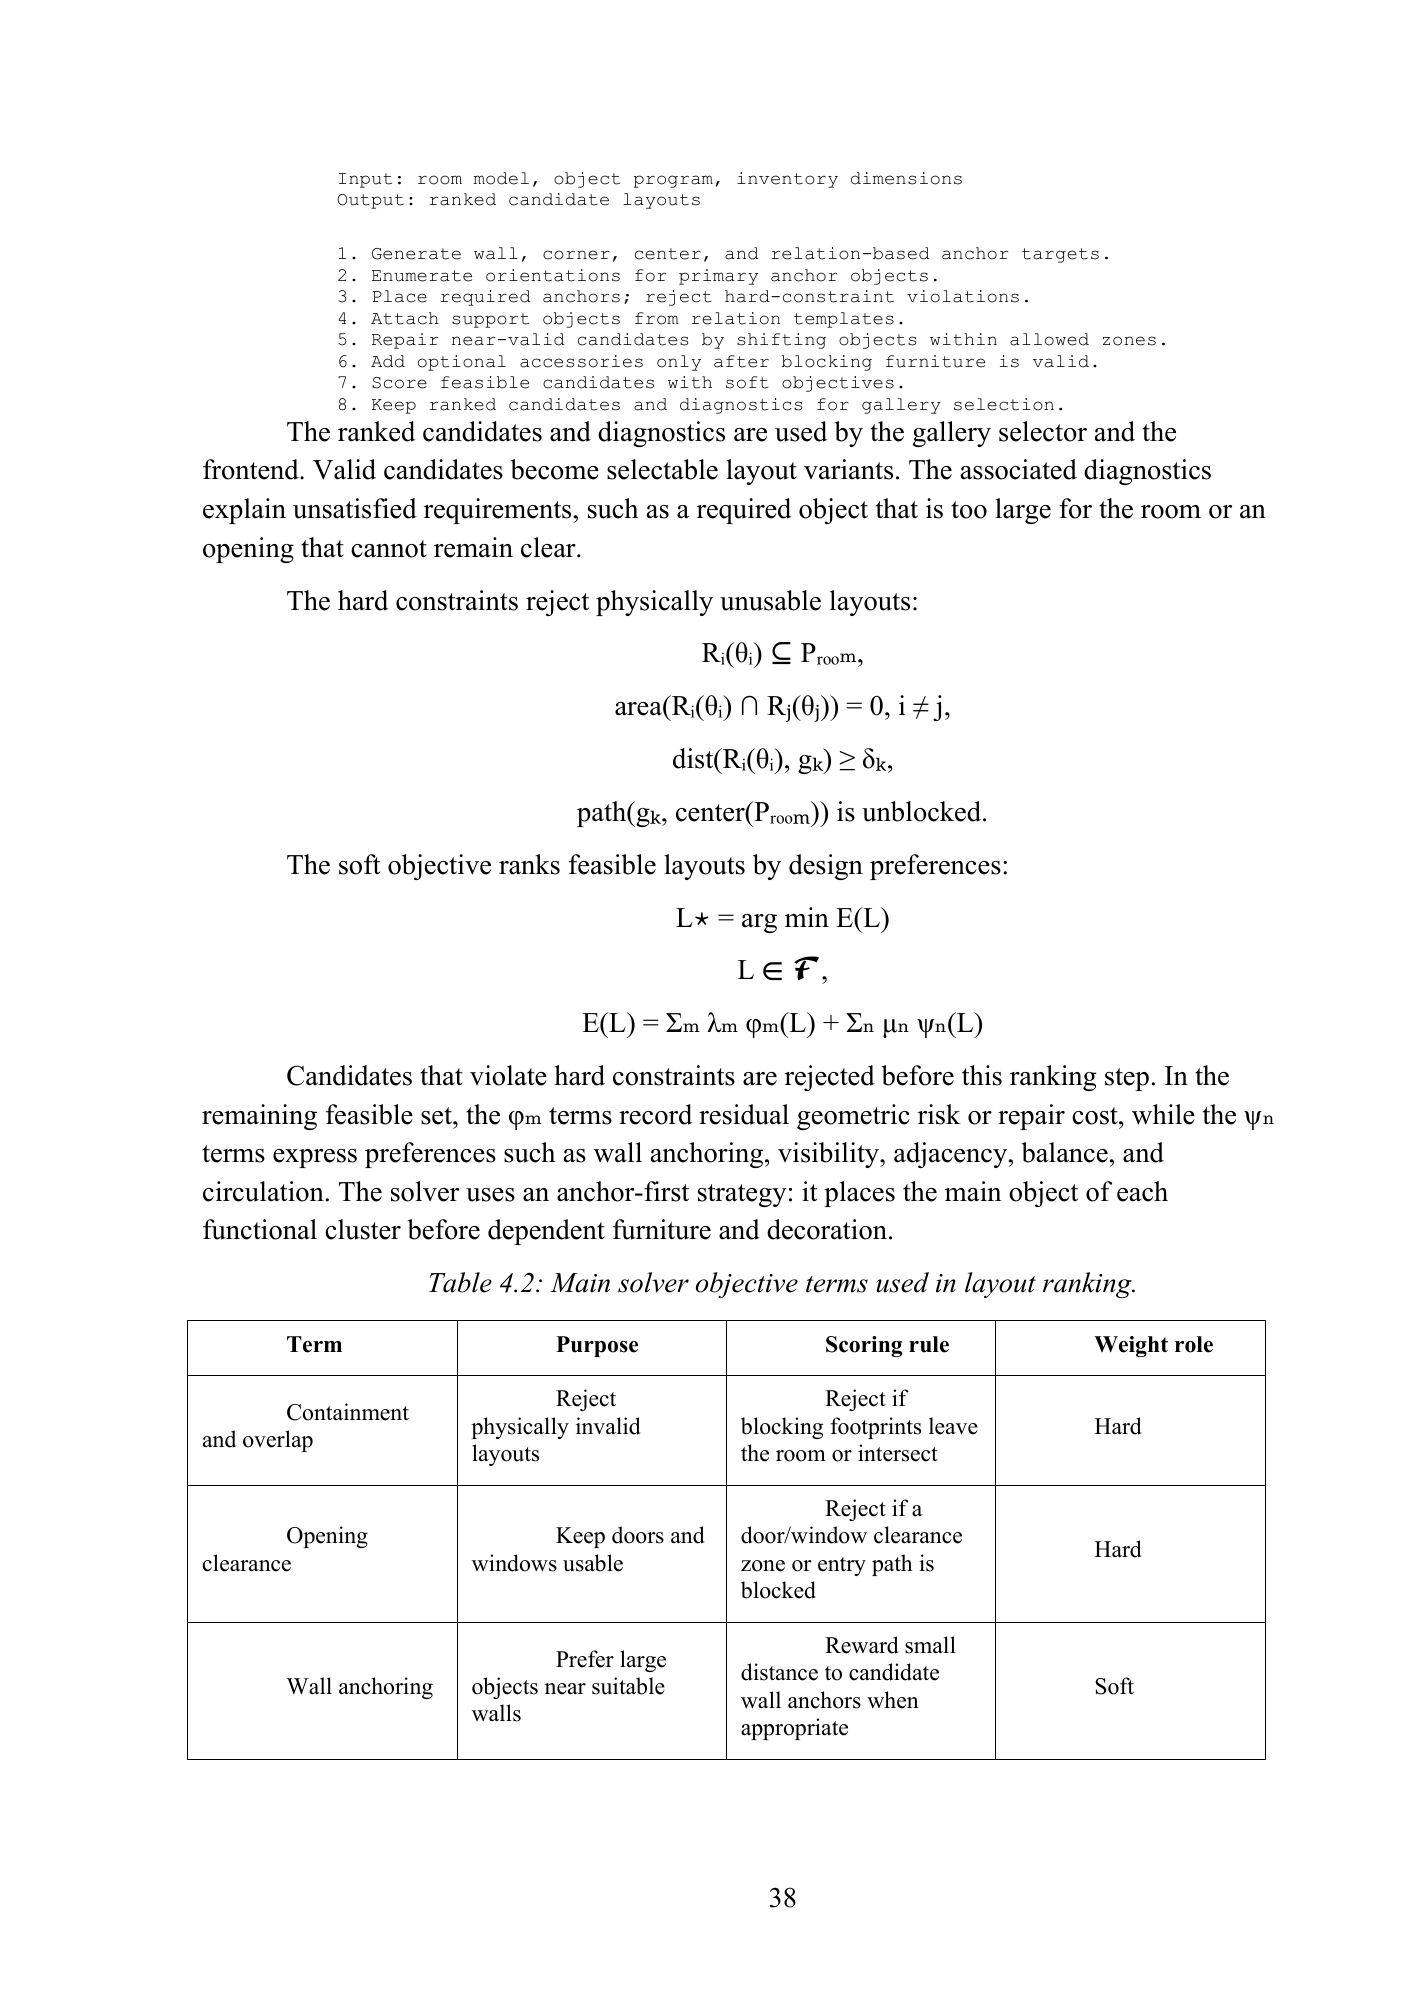 Input: room model, object program, inventory dimensions
Output: ranked candidate layouts
1. Generate wall, corner, center, and relation-based anchor targets.
2. Enumerate orientations for primary anchor objects.
3. Place required anchors; reject hard-constraint violations.
4. Attach support objects from relation templates.
5. Repair near-valid candidates by shifting objects within allowed zones.
6. Add optional accessories only after blocking furniture is valid.
7. Score feasible candidates with soft objectives.
8. Keep ranked candidates and diagnostics for gallery selection.
The ranked candidates and diagnostics are used by the gallery selector and the
frontend. Valid candidates become selectable layout variants. The associated diagnostics
explain unsatisfied requirements, such as a required object that is too large for the room or an
opening that cannot remain clear.
The hard constraints reject physically unusable layouts:
Rᵢ(θᵢ) ⊆ Pᵣₒₒₘ,
area(Rᵢ(θᵢ) ∩ Rⱼ(θⱼ)) = 0, i ≠ j,
dist(Rᵢ(θᵢ), gₖ) ≥ δₖ,
path(gₖ, center(Pᵣₒₒₘ)) is unblocked.
The soft objective ranks feasible layouts by design preferences:
L⋆ = arg min E(L)
L ∈ 𝓕,
E(L) = Σₘ λₘ φₘ(L) + Σₙ μₙ ψₙ(L)
Candidates that violate hard constraints are rejected before this ranking step. In the
remaining feasible set, the φₘ terms record residual geometric risk or repair cost, while the ψₙ
terms express preferences such as wall anchoring, visibility, adjacency, balance, and
circulation. The solver uses an anchor-first strategy: it places the main object of each
functional cluster before dependent furniture and decoration.
Table 4.2: Main solver objective terms used in layout ranking.
Term
Purpose
Scoring rule
Weight role
Containment
and overlap
Reject
physically invalid
layouts
Reject if
blocking footprints leave
the room or intersect
Hard
Opening
clearance
Keep doors and
windows usable
Reject if a
door/window clearance
zone or entry path is
blocked
Hard
Wall anchoring
Prefer large
objects near suitable
walls
Reward small
distance to candidate
wall anchors when
appropriate
Soft
38